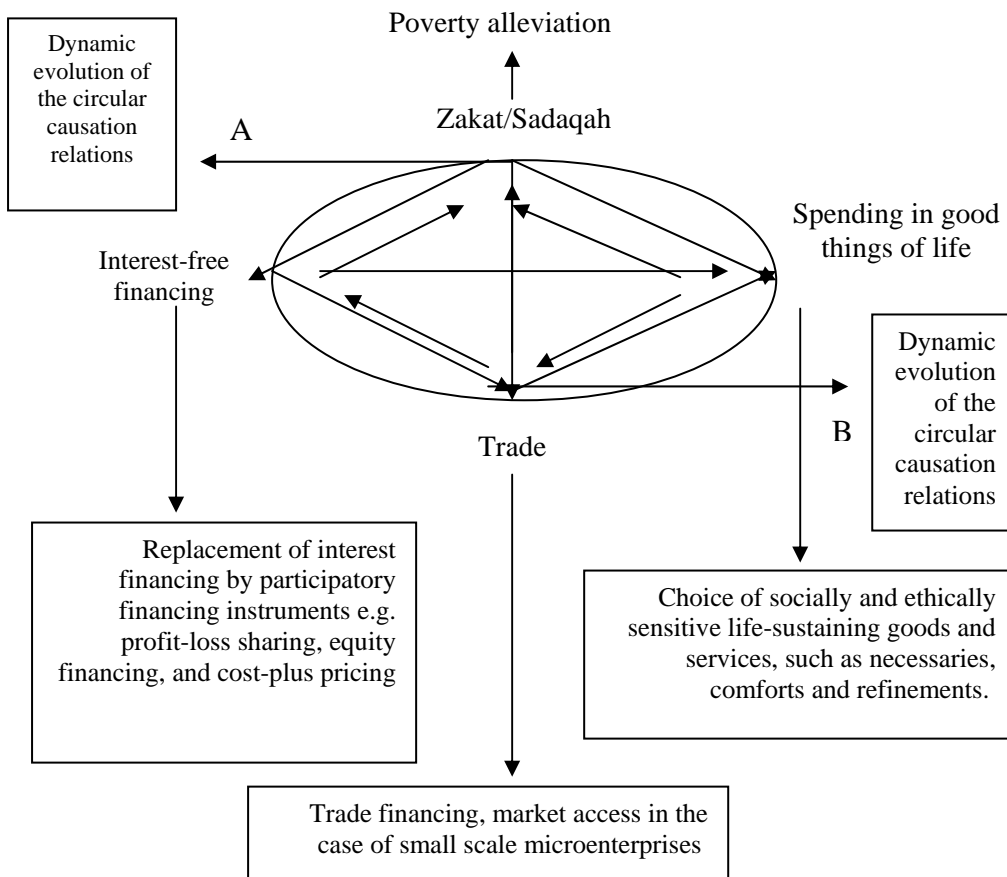 Poverty alleviation
Dynamic
evolution of
the circular
causation
relations
A
Zakat/Sadaqah
Spending in good
things of life
Interest-free
financing
Dynamic
evolution
of the
circular
causation
relations
B
Trade
Replacement of interest
financing by participatory
financing instruments e.g.
profit-loss sharing, equity
financing, and cost-plus pricing
Choice of socially and ethically
sensitive life-sustaining goods and
services, such as necessaries,
comforts and refinements.
Trade financing, market access in the
case of small scale microenterprises